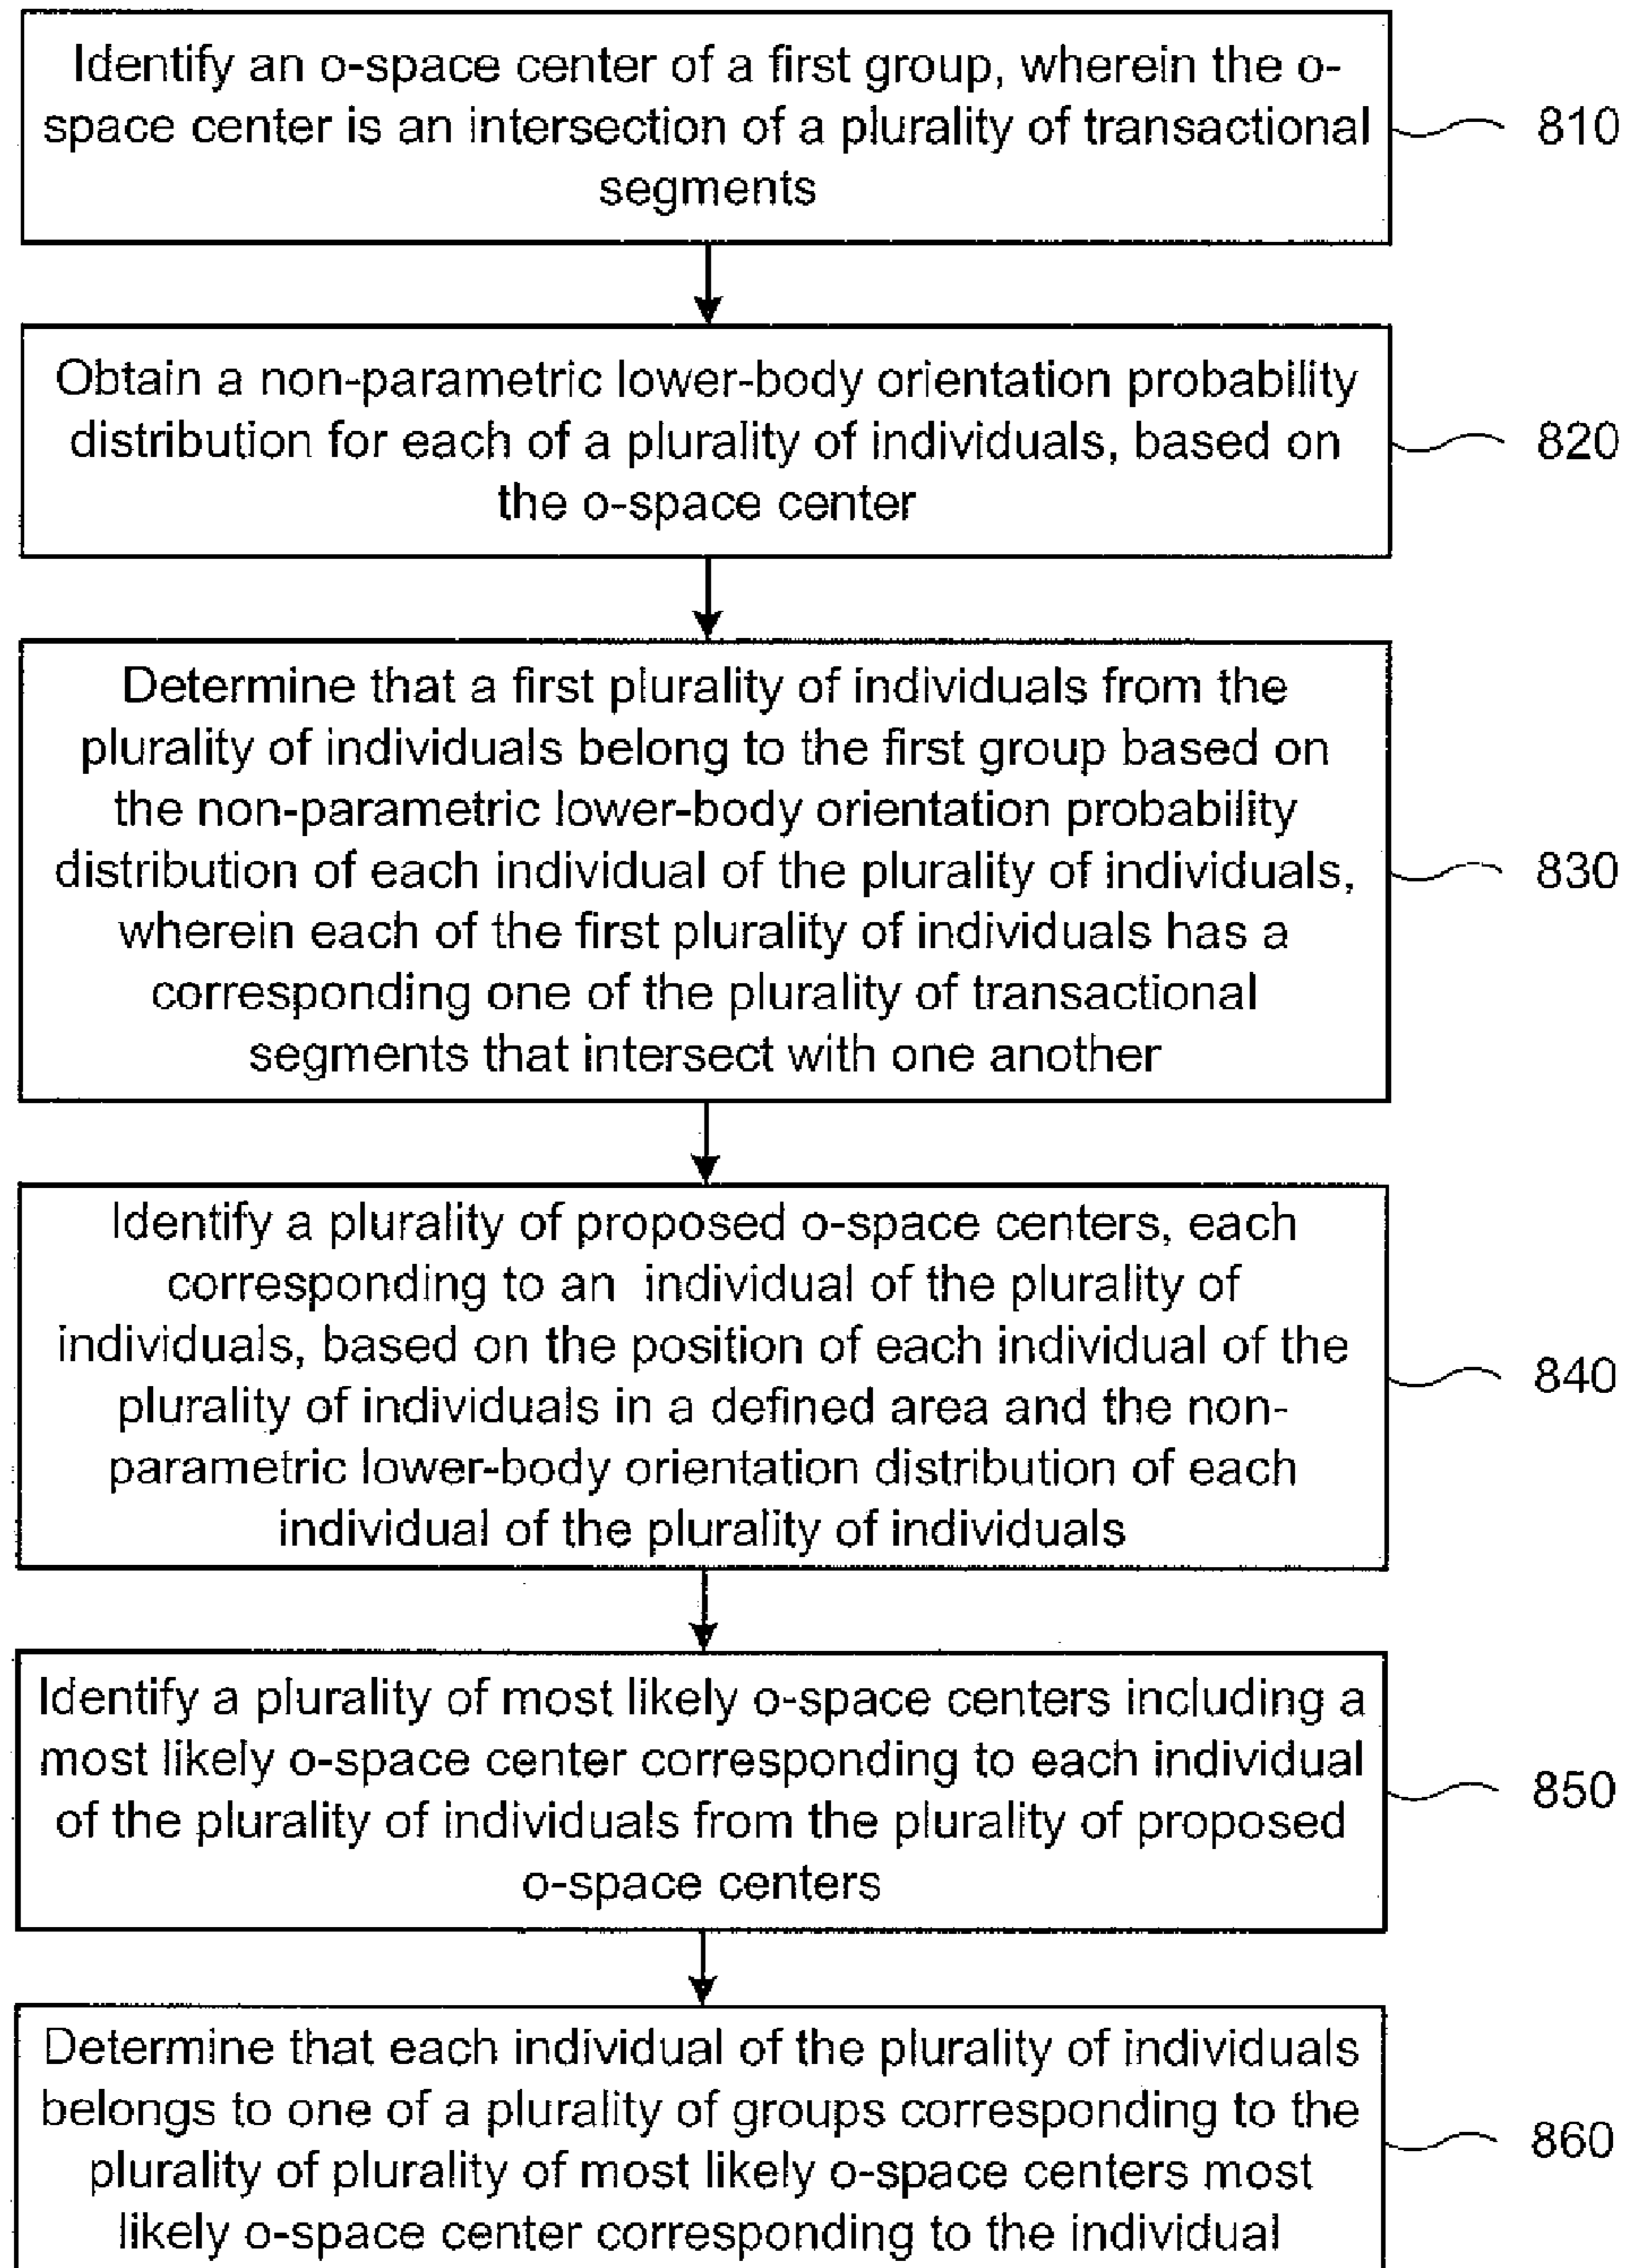 Identify an o-space center of a first group, wherein the o-
space center is an intersection of a plurality of transactional
segments
810
Obtain a non-parametric lower-body orientation probability
distribution for each of a plurality of individuals, based on
the o-space center
820
Determine that a first plurality of individuals from the
plurality of individuals belong to the first group based on
the non-parametric lower-body orientation probability
distribution of each individual of the plurality of individuals,
wherein each of the first plurality of individuals has a
corresponding one of the plurality of transactional
segments that intersect with one another
830
Identify a plurality of proposed o-space centers, each
corresponding to an individual of the plurality of
individuals, based on the position of each individual of the
plurality of individuals in a defined area and the non-
parametric lower-body orientation distribution of each
individual of the plurality of individuals
840
Identify a plurality of most likely o-space centers including a
most likely o-space center corresponding to each individual
of the plurality of individuals from the plurality of proposed
o-space centers
850
Determine that each individual of the plurality of individuals
belongs to one of a plurality of groups corresponding to the
plurality of plurality of most likely o-space centers most
likely o-space center corresponding to the individual
860